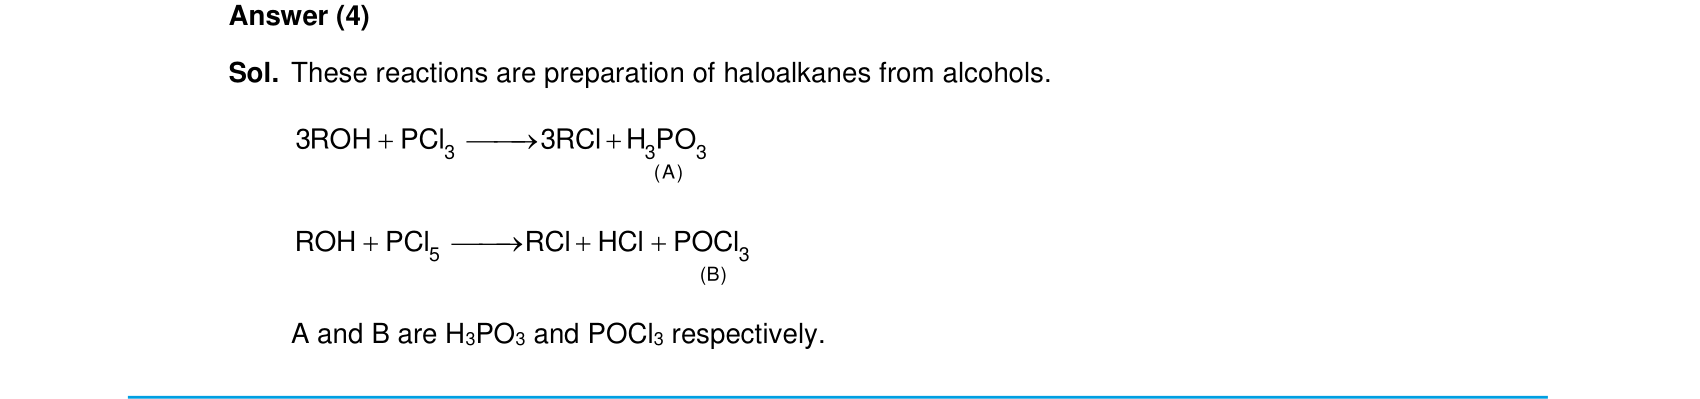 Answer (4)
Sol. These reactions are preparation of haloalkanes from alcohols.
3ROH + PCl₃ ⟶ 3RCl + H₃PO₃
(A)
ROH + PCl₅ ⟶ RCl + HCl + POCl₃
(B)
A and B are H₃PO₃ and POCl₃ respectively.